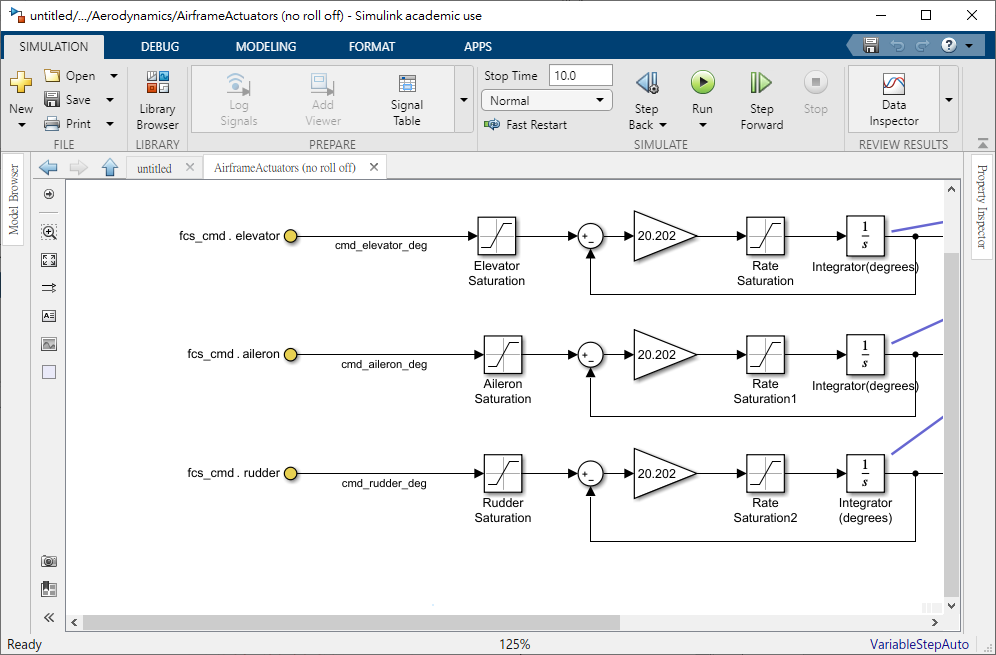 untitled/.../Aerodynamics/AirframeActuators (no roll off) - Simulink academic use
SIMULATION DEBUG MODELING FORMAT APPS
?
New
Open
Save
Print
FILE
Library
Browser
LIBRARY
Log
Signals
Add
Viewer
Signal
Table
PREPARE
Stop Time 10.0
Normal
Fast Restart
Step
Back
Run
Step
Forward
Stop
SIMULATE
Data
Inspector
REVIEW RESULTS
Model Browser
untitled
AirframeActuators (no roll off)
Property Inspector
fcs_cmd . elevator
cmd_elevator_deg
Elevator
Saturation
20.202
Rate
Saturation
1
s
Integrator(degrees)
fcs_cmd . aileron
cmd_aileron_deg
Aileron
Saturation
20.202
Rate
Saturation1
1
s
Integrator(degrees)
fcs_cmd . rudder
cmd_rudder_deg
Rudder
Saturation
20.202
Rate
Saturation2
1
s
Integrator
(degrees)
Ready
125%
VariableStepAuto